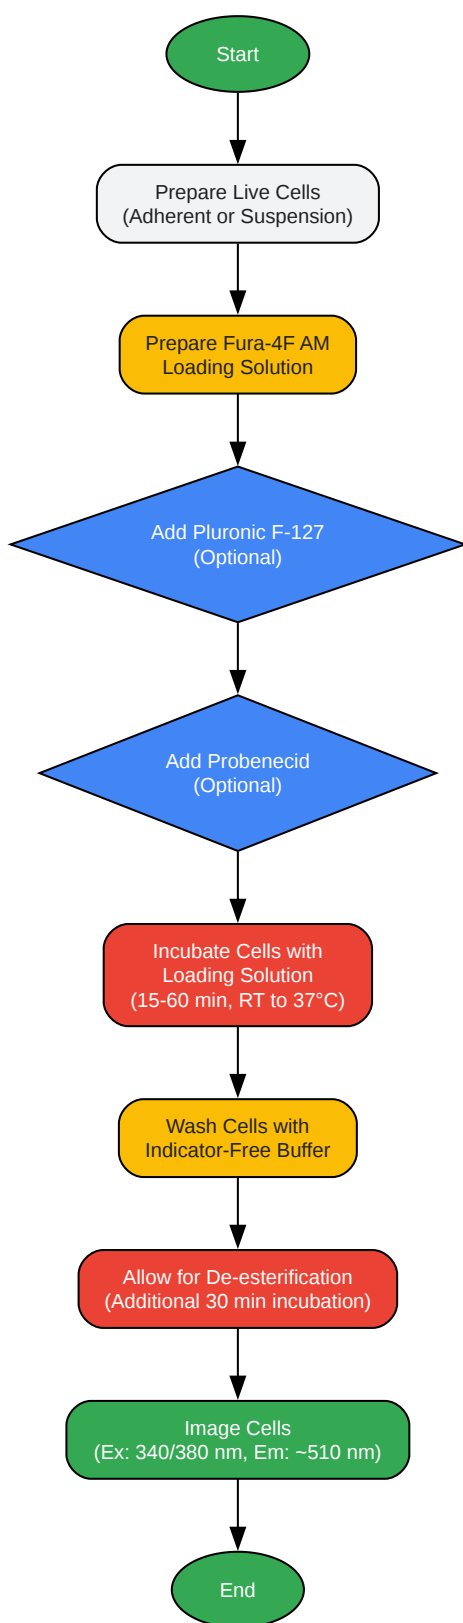 Start
Prepare Live Cells
(Adherent or Suspension)
Prepare Fura-4F AM
Loading Solution
Add Pluronic F-127
(Optional)
Add Probenecid
(Optional)
Incubate Cells with
Loading Solution
(15-60 min, RT to 37°C)
Wash Cells with
Indicator-Free Buffer
Allow for De-esterification
(Additional 30 min incubation)
Image Cells
(Ex: 340/380 nm, Em: ~510 nm)
End